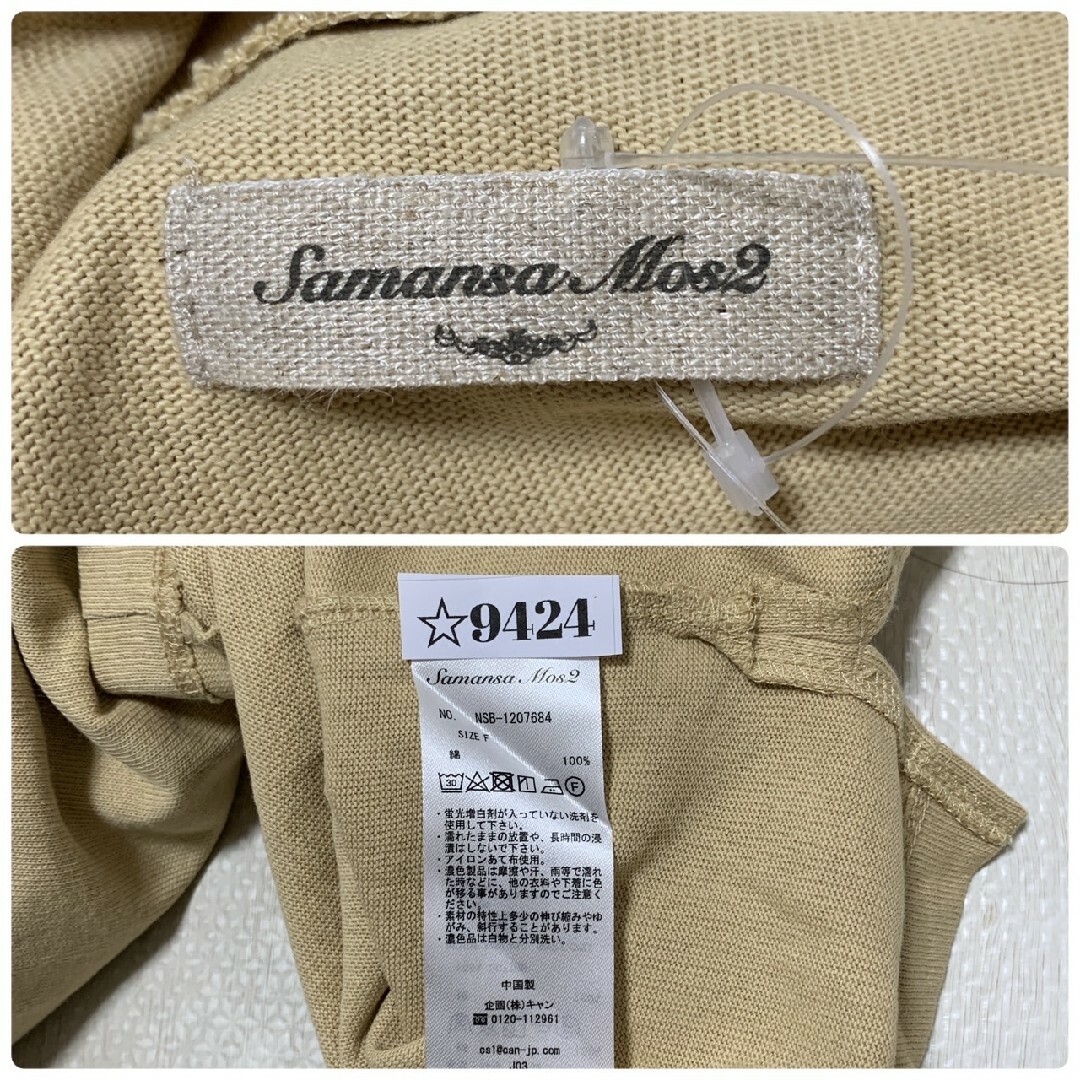 Samansa Mos2
☆9424
Samansa Mos2
NO. NSB-1207684
SIZE F
綿 100%
30
F
・蛍光増白剤が入っていない洗剤を
使用して下さい。
・濡れたままの放置や、長時間の浸
漬はしないで下さい。
・アイロンあて布使用。
・濃色製品は摩擦や汗、雨等で濡れ
た時などに、他の衣料や下着に色
が移る事がありますのでご注意く
ださい。
・素材の特性上多少の伸び縮みやゆ
がみ、斜行することがあります。
・濃色品は白物と分別洗い。
中国製
企画(株)キャン
0120-112961
cs1@can-jp.com
J03